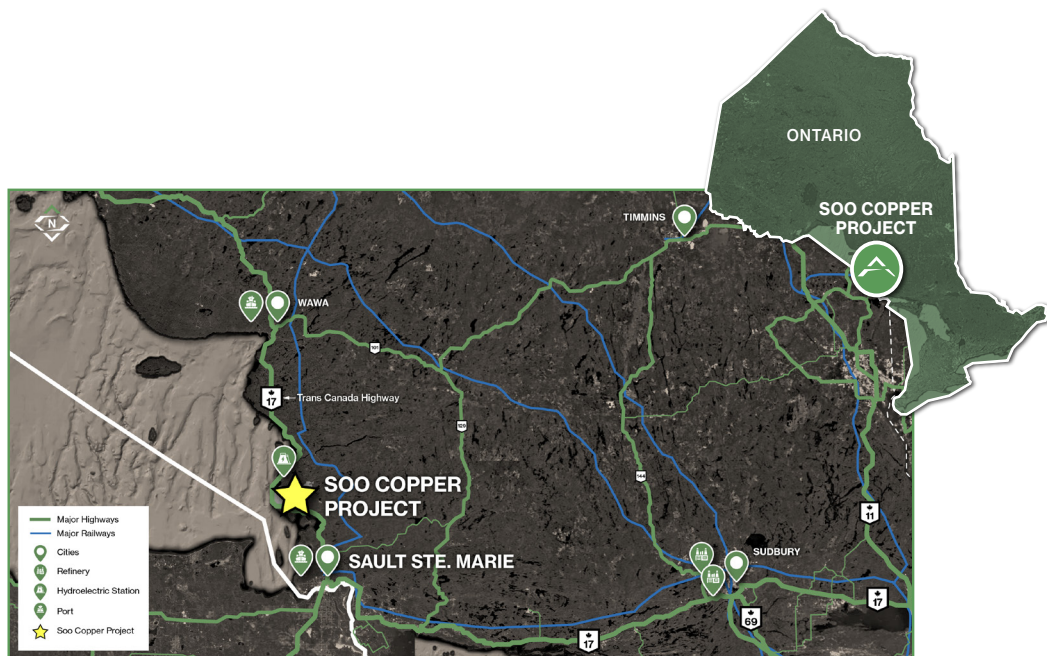 ONTARIO
SOO COPPER
PROJECT
N
TIMMINS
WAWA
101
17
Trans Canada Highway
129
144
SOO COPPER
PROJECT
11
SAULT STE. MARIE
SUDBURY
17
69
17
Major Highways
Major Railways
Cities
Refinery
Hydroelectric Station
Port
Soo Copper Project